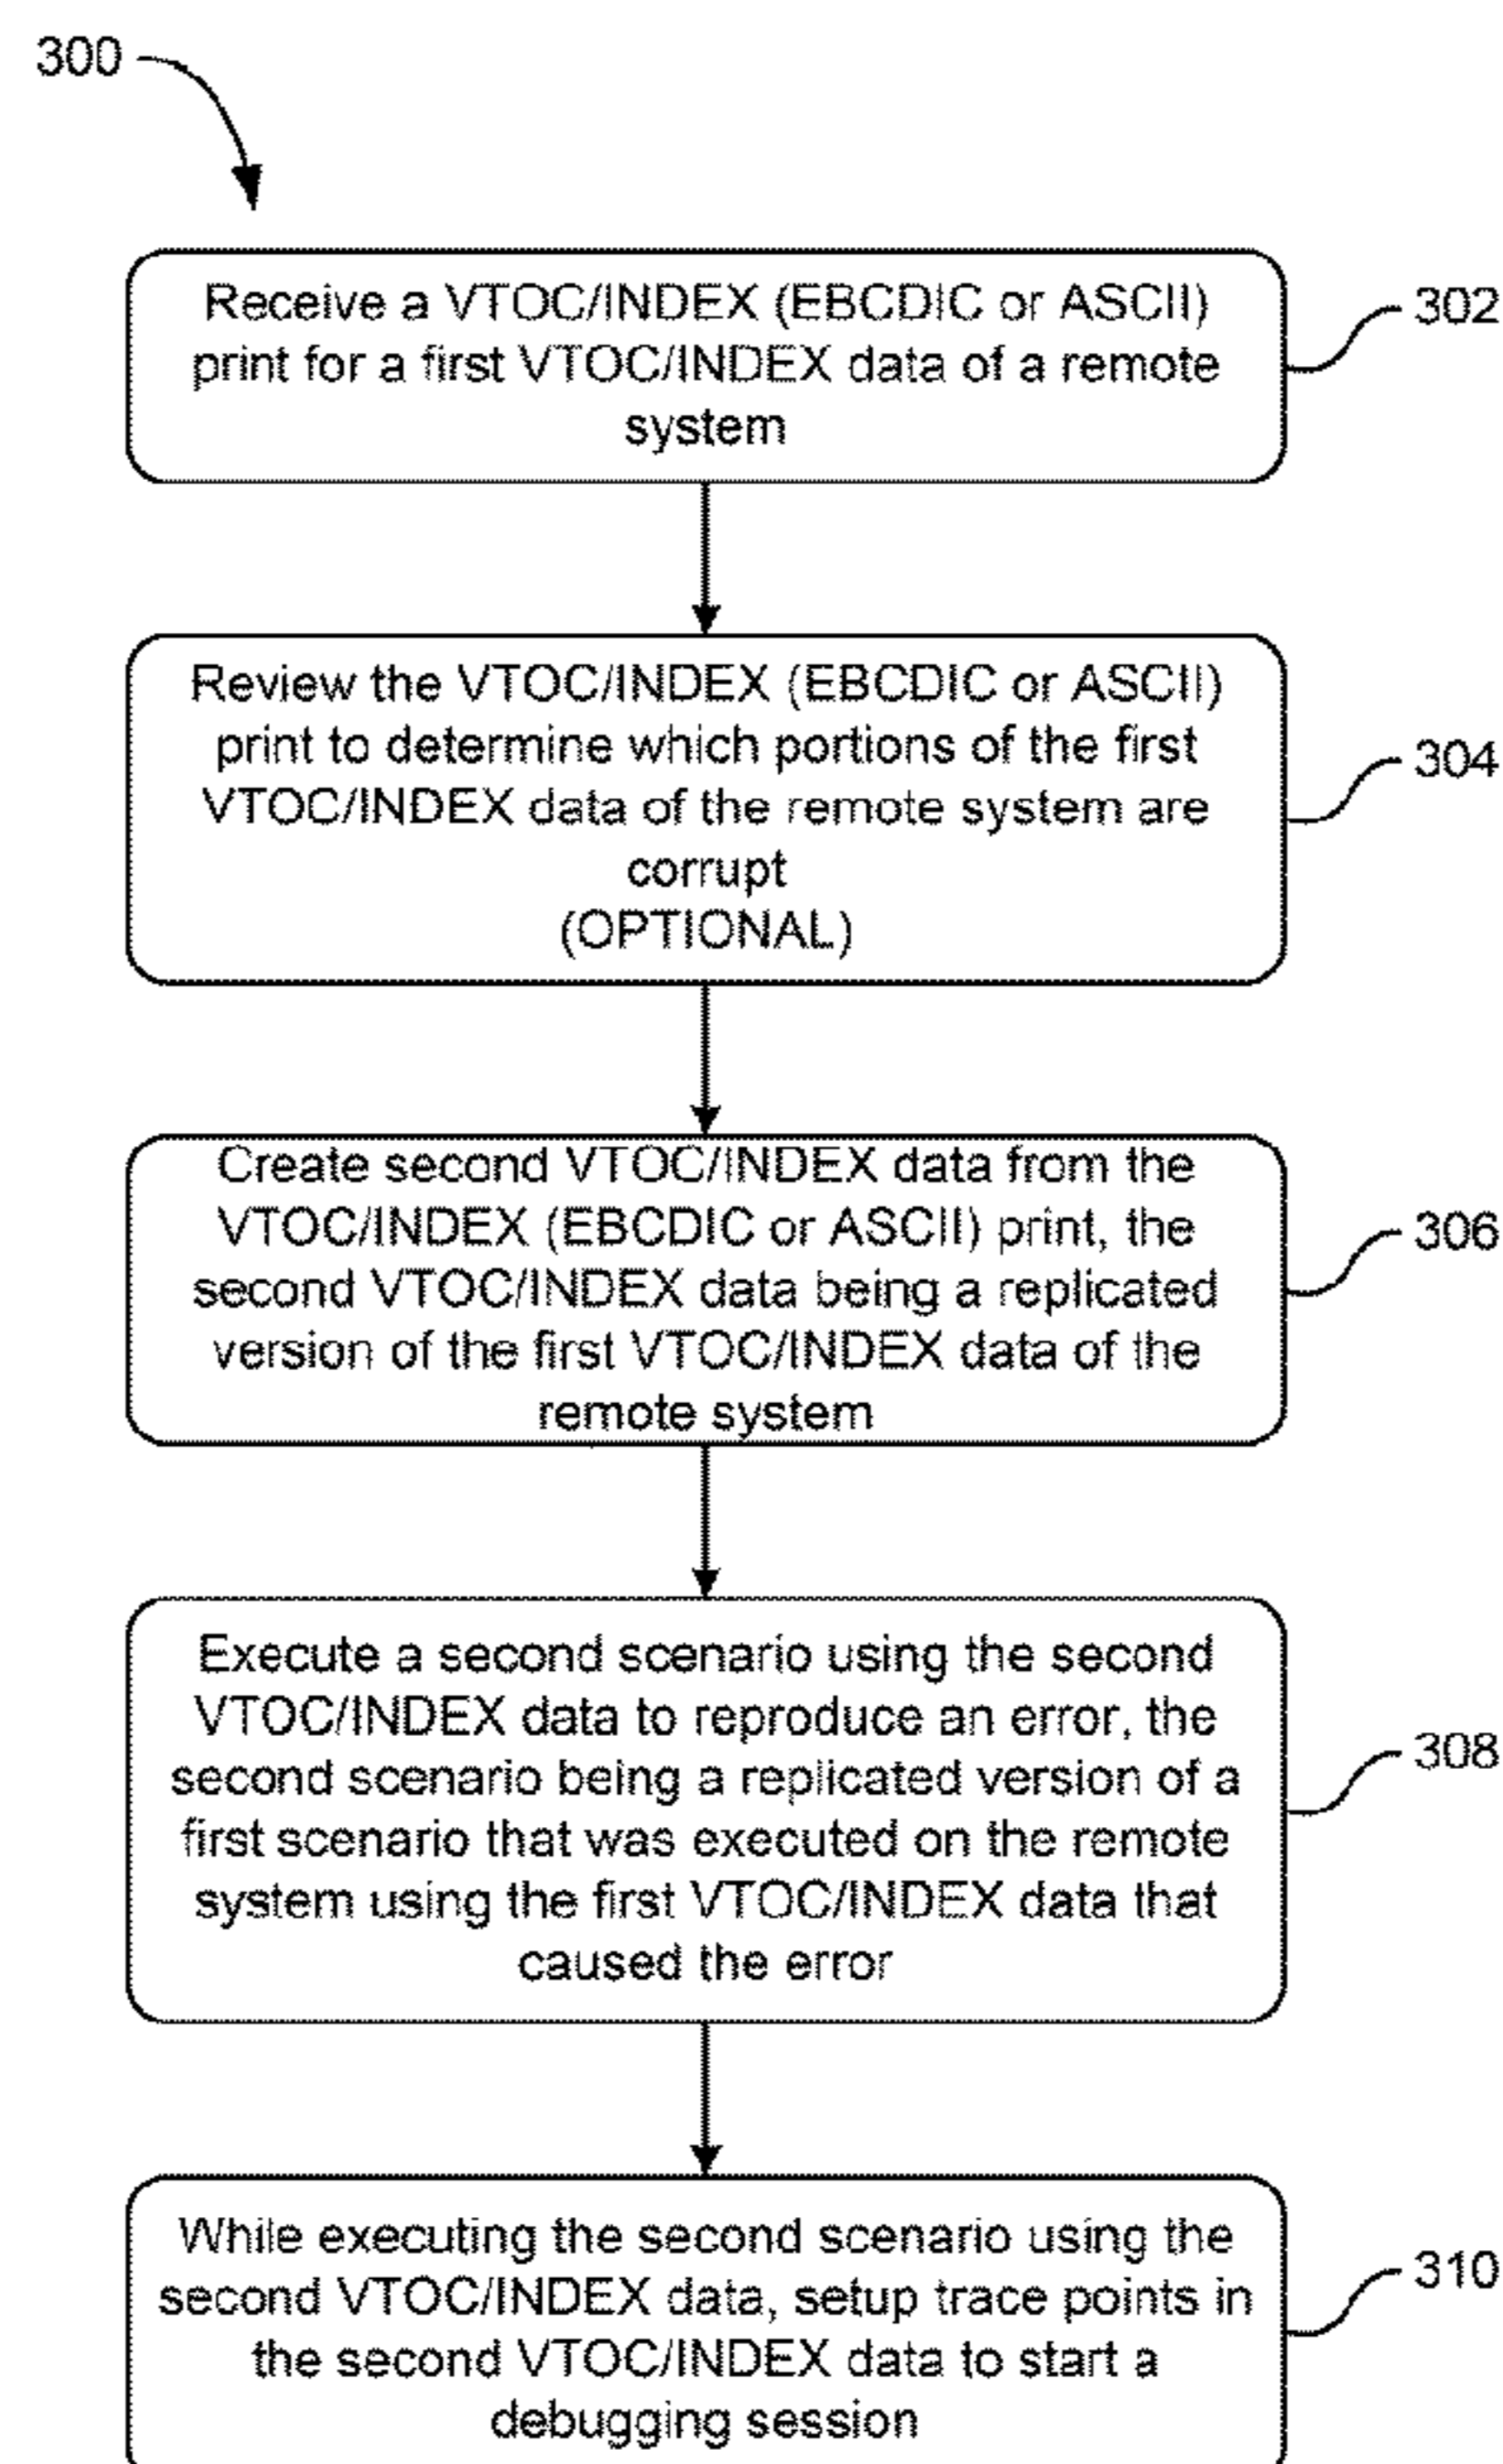 300
Receive a VTOC/INDEX (EBCDIC or ASCII)
print for a first VTOC/INDEX data of a remote
system
302
Review the VTOC/INDEX (EBCDIC or ASCII)
print to determine which portions of the first
VTOC/INDEX data of the remote system are
corrupt
(OPTIONAL)
304
Create second VTOC/INDEX data from the
VTOC/INDEX (EBCDIC or ASCII) print, the
second VTOC/INDEX data being a replicated
version of the first VTOC/INDEX data of the
remote system
306
Execute a second scenario using the second
VTOC/INDEX data to reproduce an error, the
second scenario being a replicated version of a
first scenario that was executed on the remote
system using the first VTOC/INDEX data that
caused the error
308
While executing the second scenario using the
second VTOC/INDEX data, setup trace points in
the second VTOC/INDEX data to start a
debugging session
310